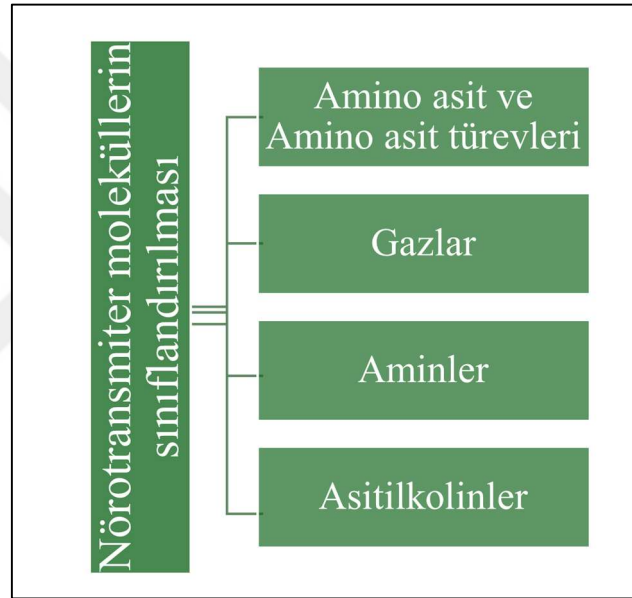 Nörotransmiter moleküllerin
sınıflandırılması
Amino asit ve
Amino asit türevleri
Gazlar
Aminler
Asitilkolinler